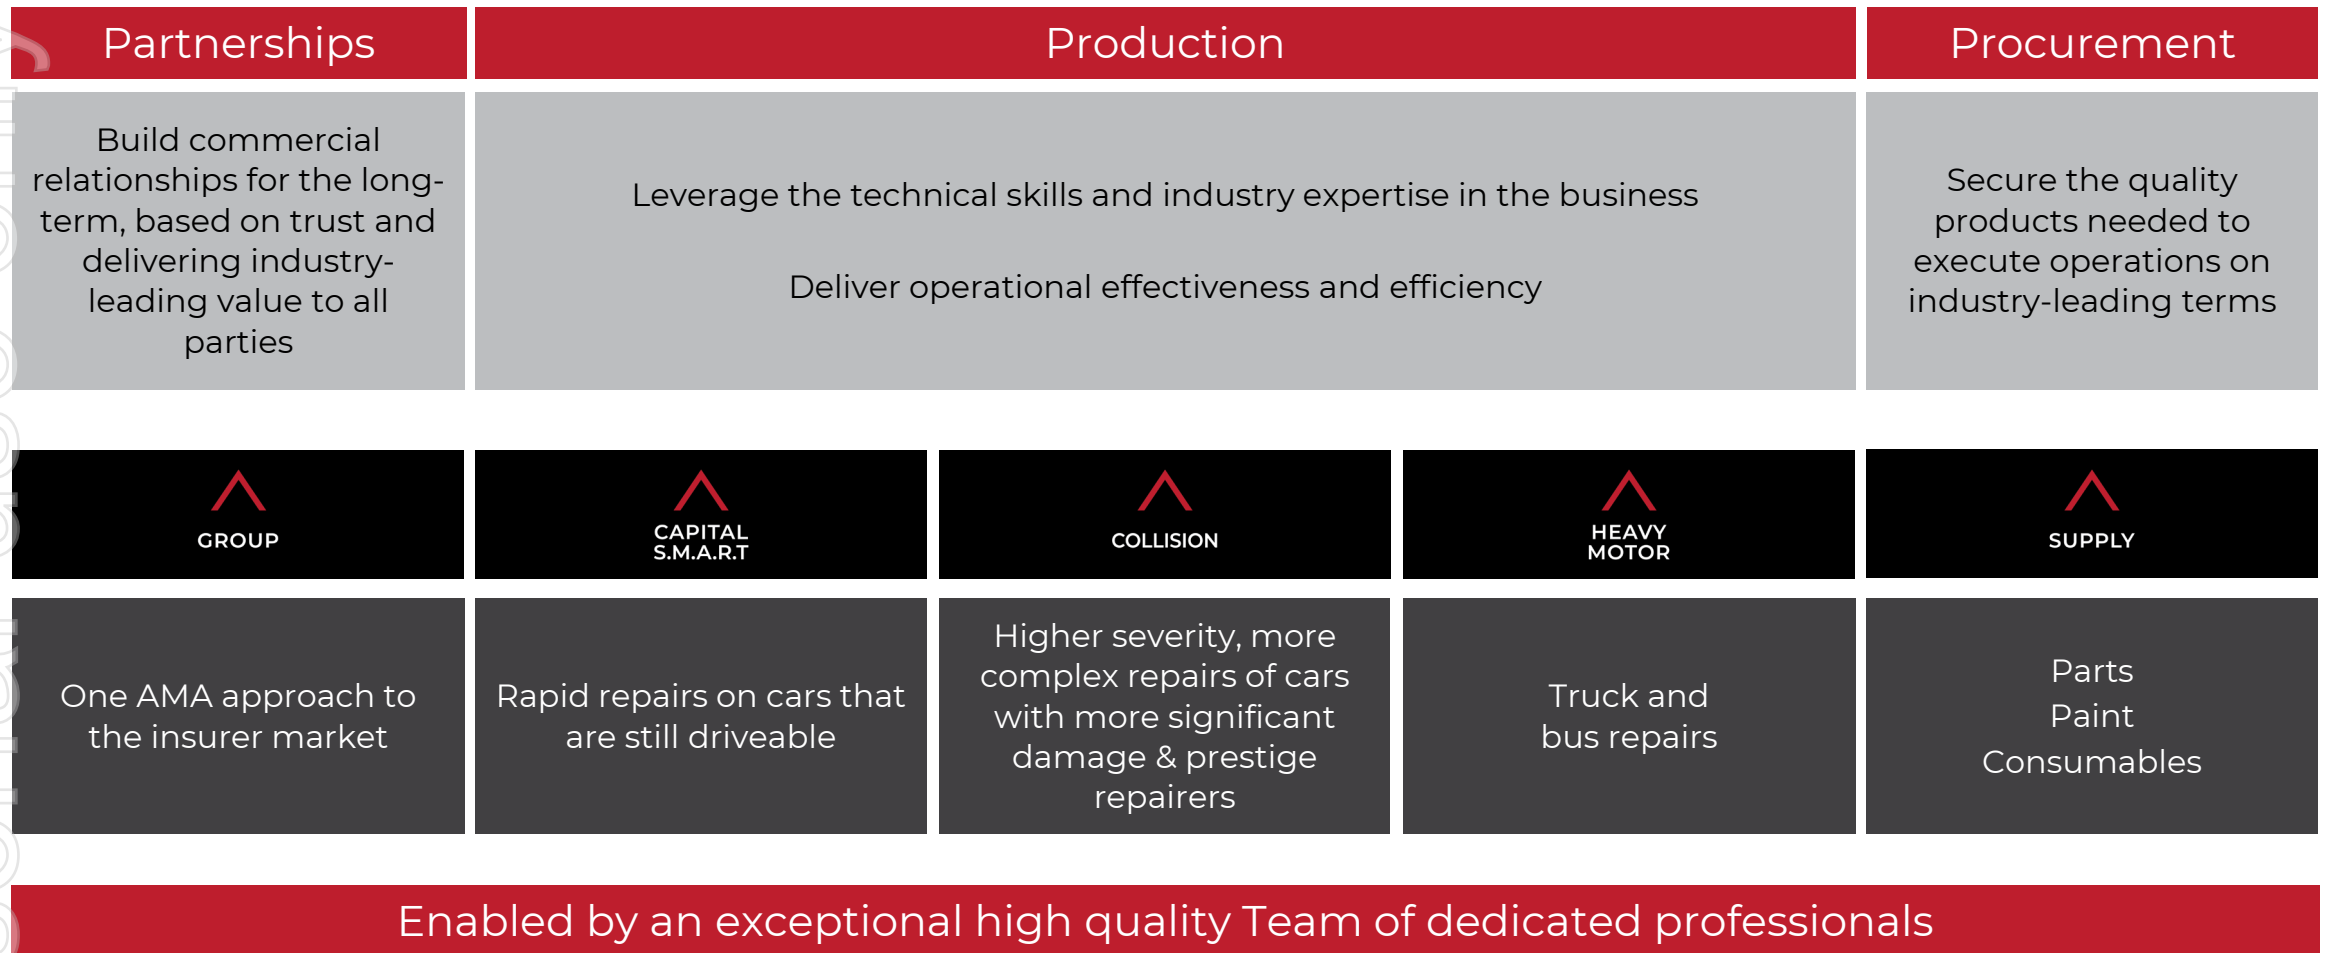 Partnerships
Production
Procurement
Build commercial
relationships for the long-
term, based on trust and
delivering industry-
leading value to all
parties
Leverage the technical skills and industry expertise in the business
Deliver operational effectiveness and efficiency
Secure the quality
products needed to
execute operations on
industry-leading terms
GROUP
CAPITAL
S.M.A.R.T
COLLISION
HEAVY
MOTOR
SUPPLY
One AMA approach to
the insurer market
Rapid repairs on cars that
are still driveable
Higher severity, more
complex repairs of cars
with more significant
damage & prestige
repairers
Truck and
bus repairs
Parts
Paint
Consumables
Enabled by an exceptional high quality Team of dedicated professionals